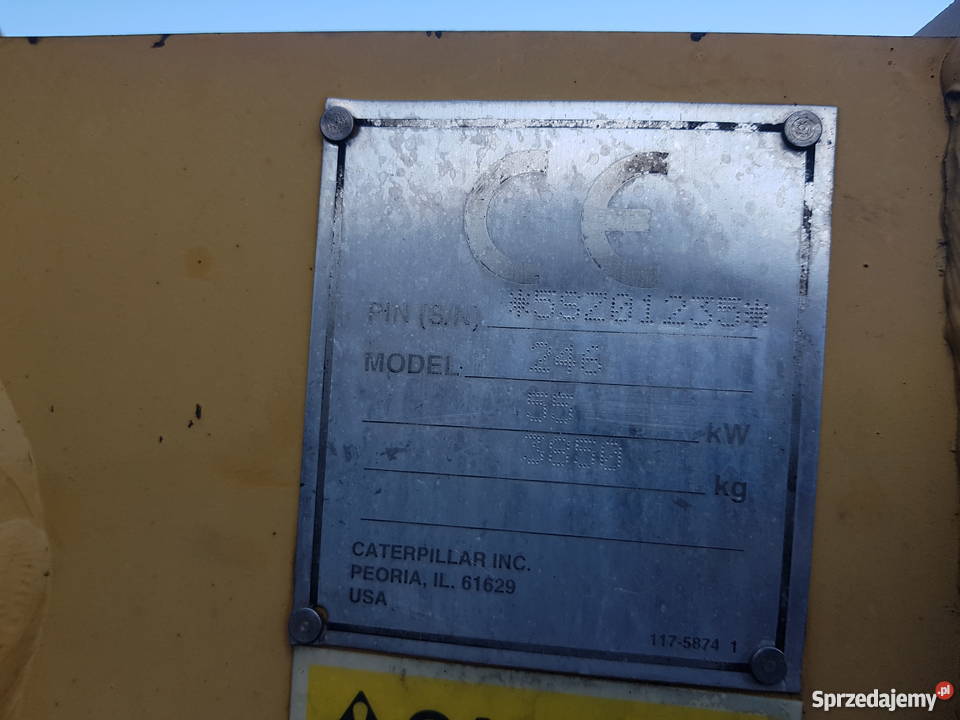 CE
PIN (S/N) *5SZ01235*
MODEL 246
55 kW
3850 kg
CATERPILLAR INC.
PEORIA, IL. 61629
USA
117-5874 1
Sprzedajemy.pl